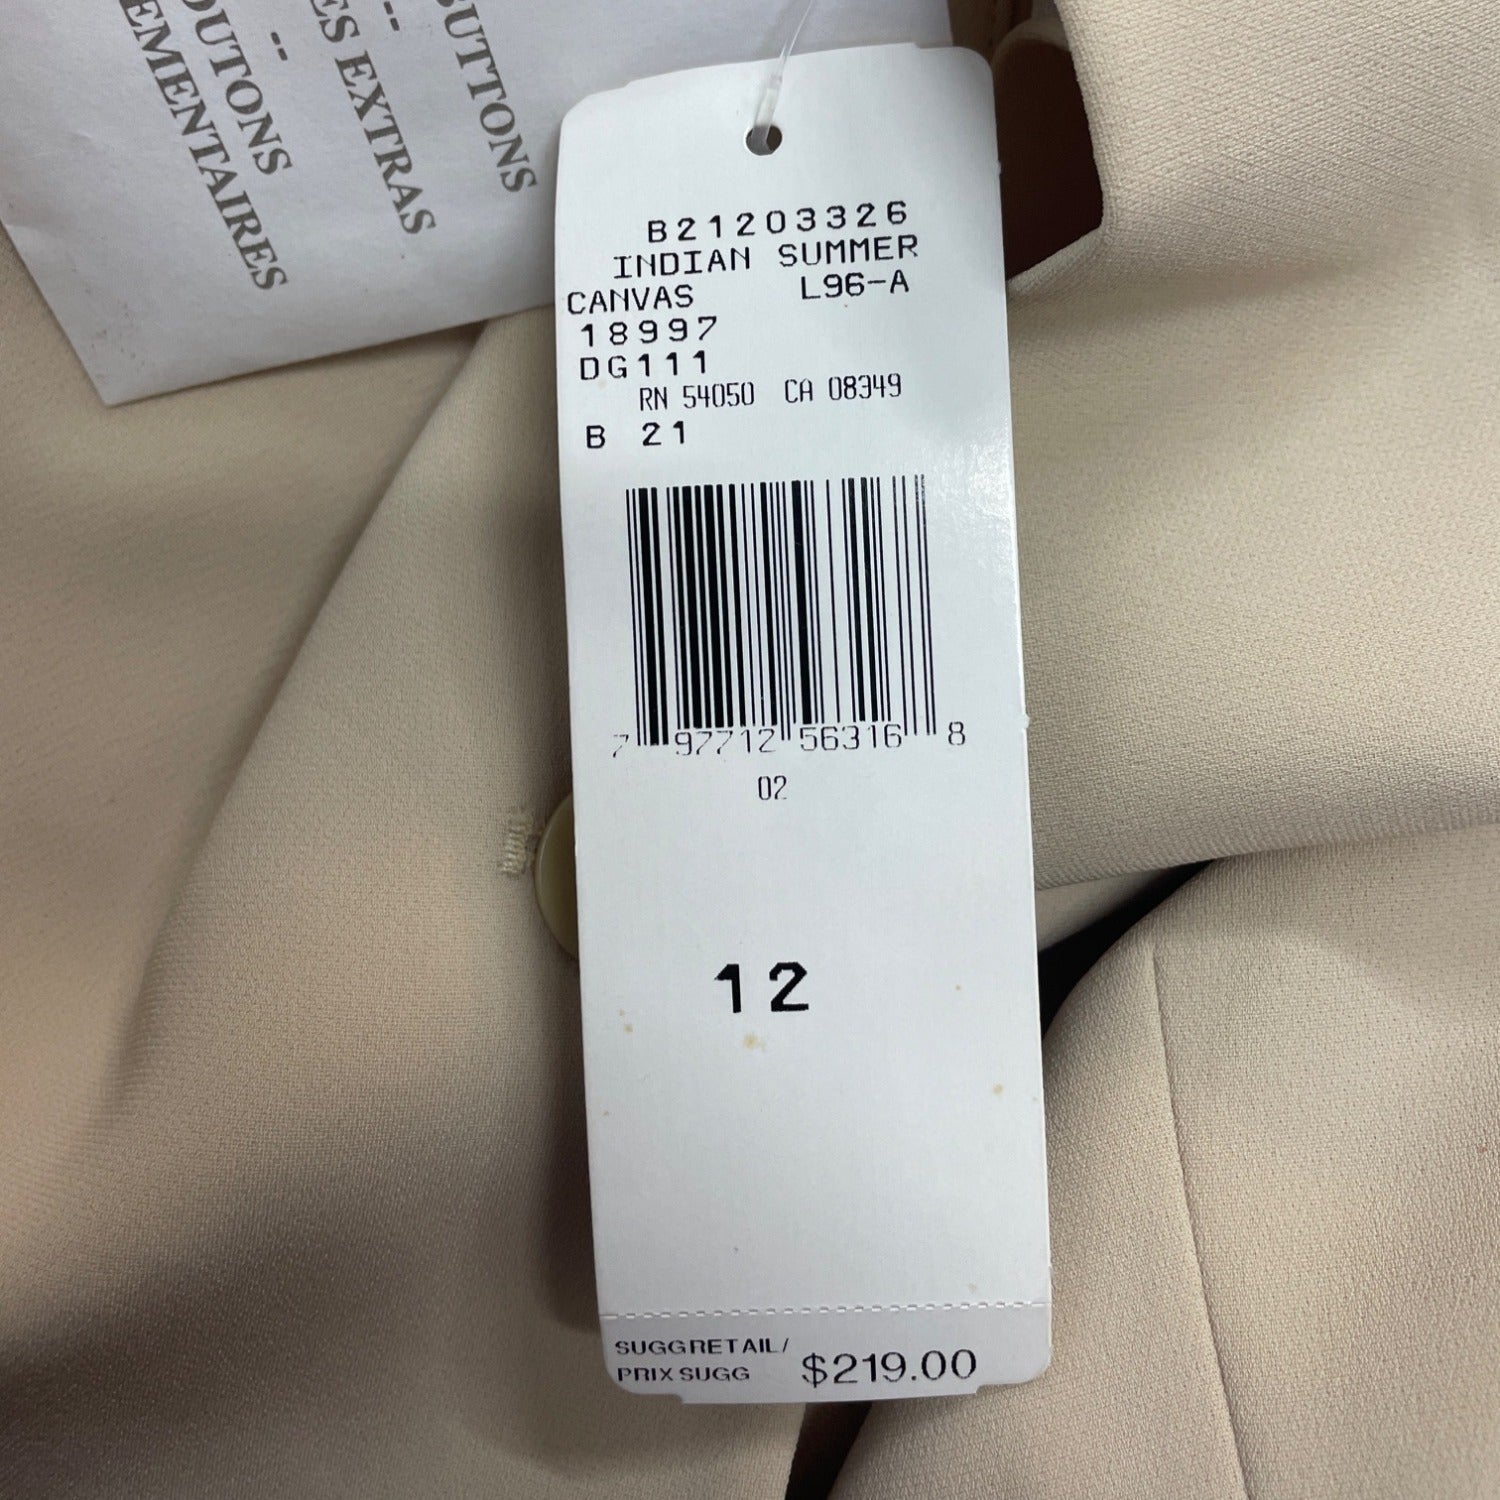 BUTTONS
--
ES EXTRAS
--
OUTONS
EMENTAIRES
B21203326
INDIAN SUMMER
CANVAS L96-A
18997
DG111
RN 54050 CA 08349
B 21
7 97712 56316 8
02
12
SUGGRETAIL/
PRIX SUGG $219.00